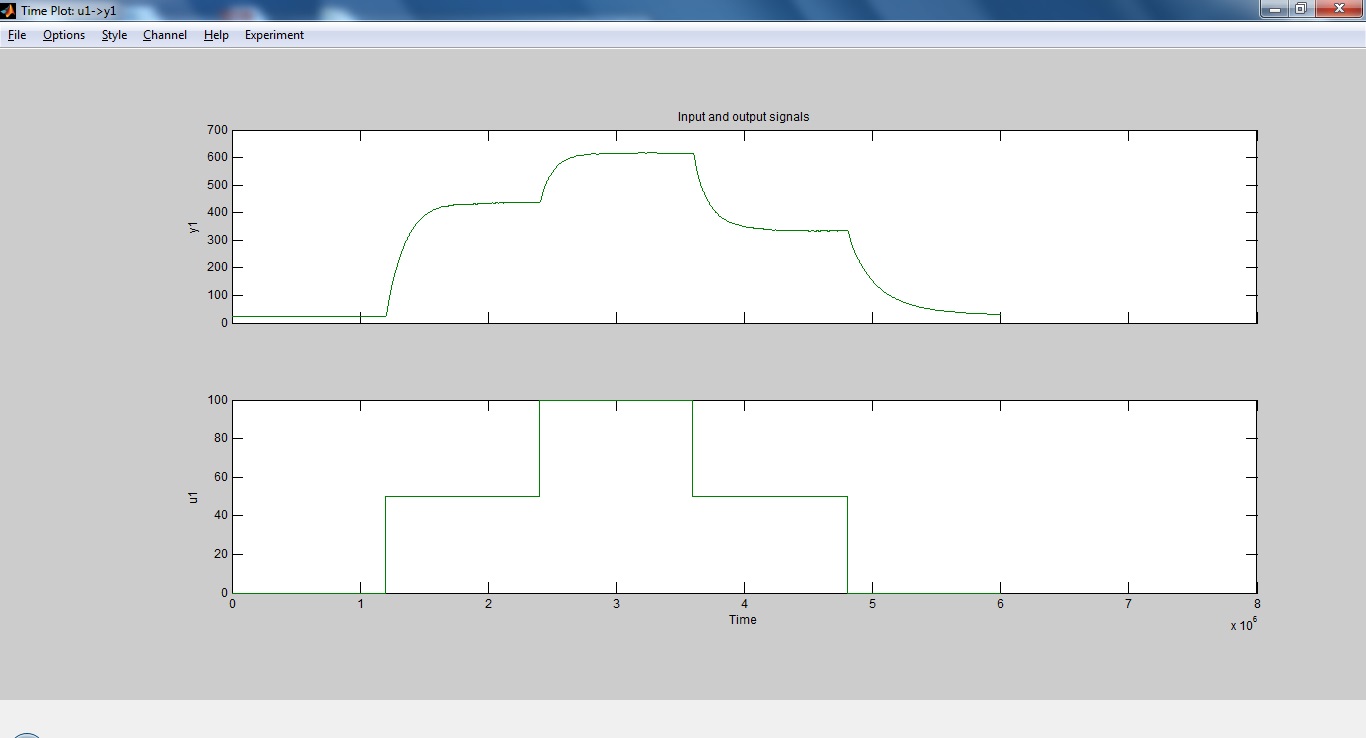 Time Plot: u1->y1
File Options Style Channel Help Experiment
Input and output signals
700
600
500
400
300
200
100
0
y1
100
80
60
40
20
0
u1
0 1 2 3 4 5 6 7 8
Time
x 10^6